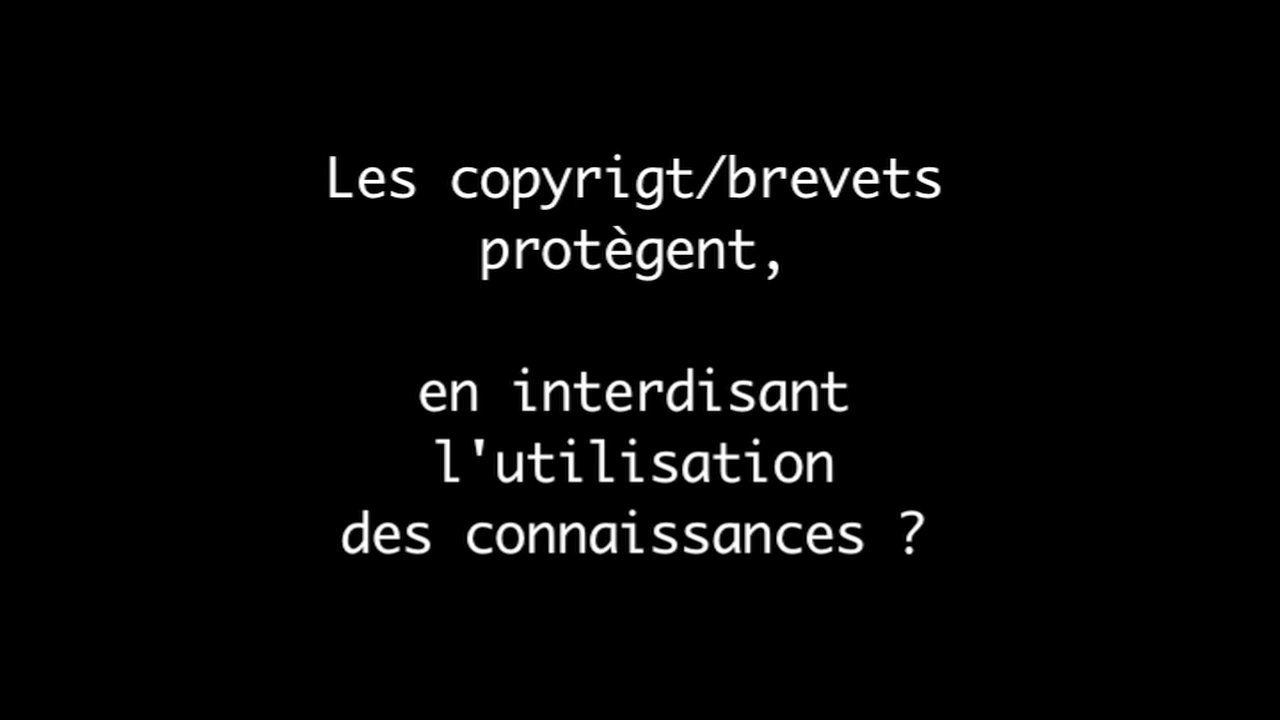 Les copyrigt/brevets
protègent,
en interdisant
l'utilisation
des connaissances ?